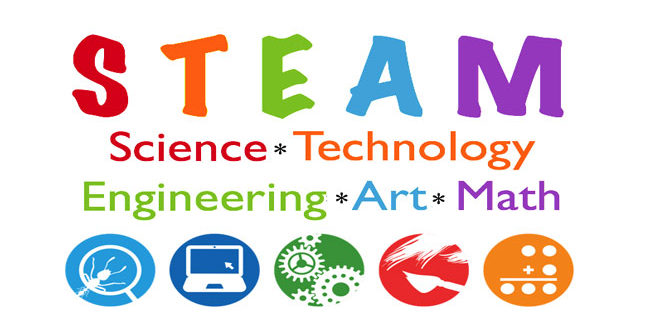 STEAM
Science * Technology
Engineering * Art * Math